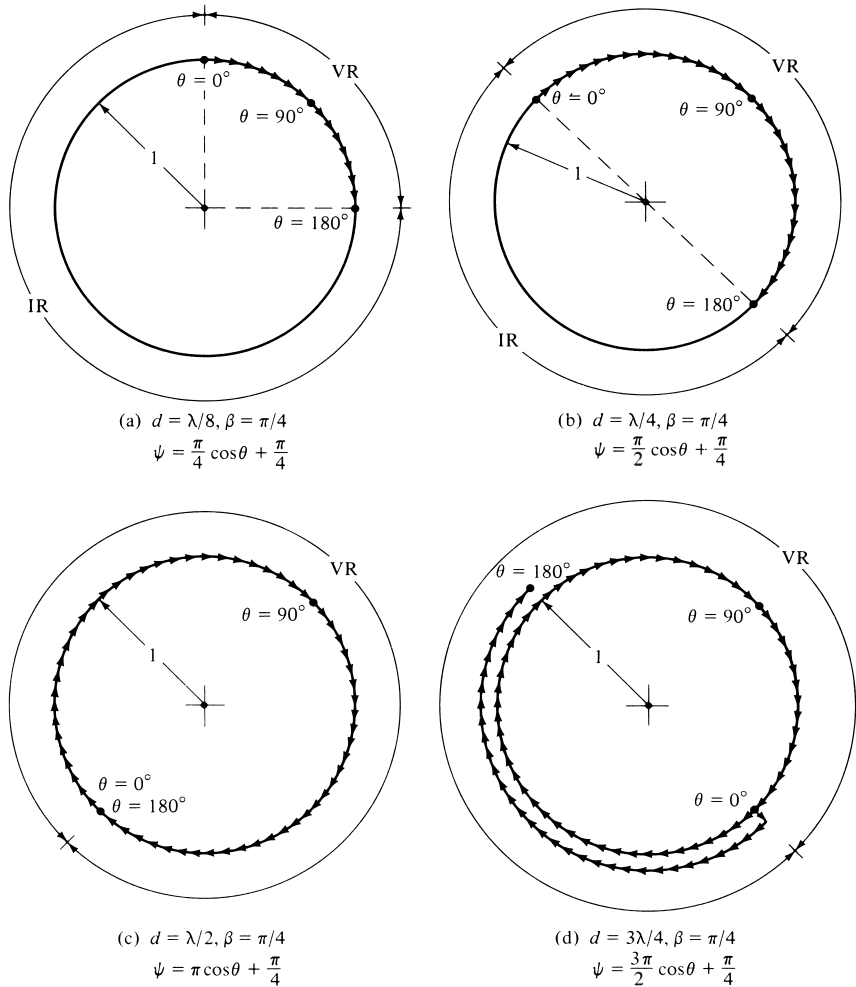 VR
θ = 0°
θ = 90°
1
θ = 180°
IR
(a) d = λ/8, β = π/4
ψ = π/4 cosθ + π/4
VR
θ = 0°
θ = 90°
1
θ = 180°
IR
(b) d = λ/4, β = π/4
ψ = π/2 cosθ + π/4
VR
θ = 90°
1
θ = 0°
θ = 180°
(c) d = λ/2, β = π/4
ψ = π cosθ + π/4
VR
θ = 180°
θ = 90°
1
θ = 0°
(d) d = 3λ/4, β = π/4
ψ = 3π/2 cosθ + π/4